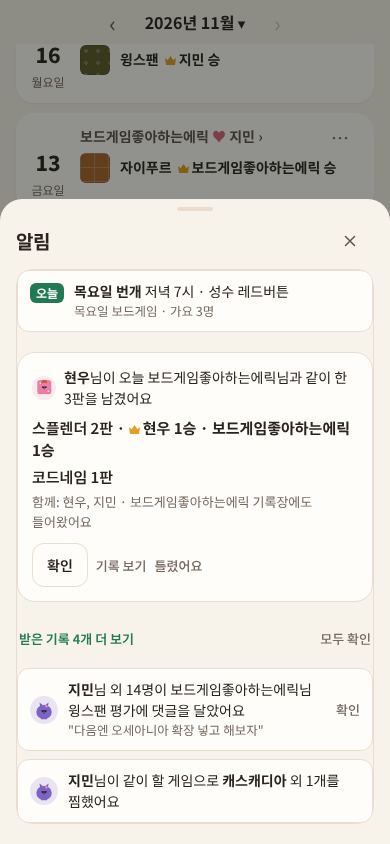 ‹ 2026년 11월 ▾ ›
16
월요일
윙스팬 지민 승
보드게임좋아하는에릭 ♥ 지민 ›
···
13
금요일
자이푸르 보드게임좋아하는에릭 승
알림
×
오늘 목요일 번개 저녁 7시 · 성수 레드버튼
목요일 보드게임 · 가요 3명
현우님이 오늘 보드게임좋아하는에릭님과 같이 한
3판을 남겼어요
스플렌더 2판 · 현우 1승 · 보드게임좋아하는에릭
1승
코드네임 1판
함께: 현우, 지민 · 보드게임좋아하는에릭 기록장에도
들어왔어요
확인 기록 보기 틀렸어요
받은 기록 4개 더 보기 모두 확인
지민님 외 14명이 보드게임좋아하는에릭님
윙스팬 평가에 댓글을 달았어요
"다음엔 오세아니아 확장 넣고 해보자"
확인
지민님이 같이 할 게임으로 캐스캐디아 외 1개를
찜했어요